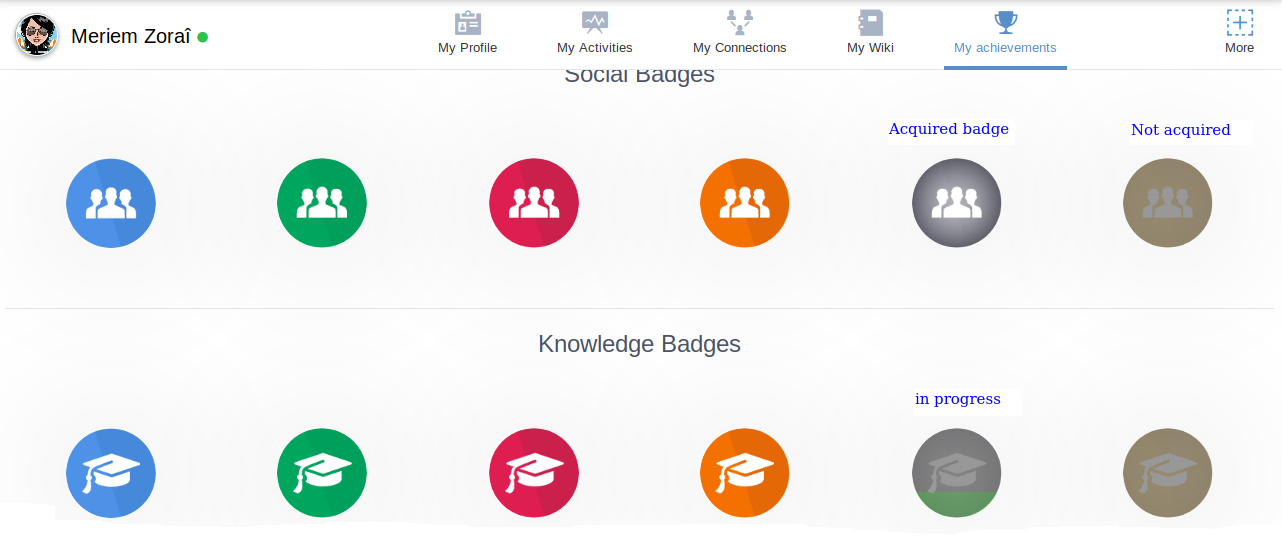 Meriem Zoraî
My Profile
My Activities
My Connections
My Wiki
My achievements
More
Social Badges
Acquired badge
Not acquired
Knowledge Badges
in progress